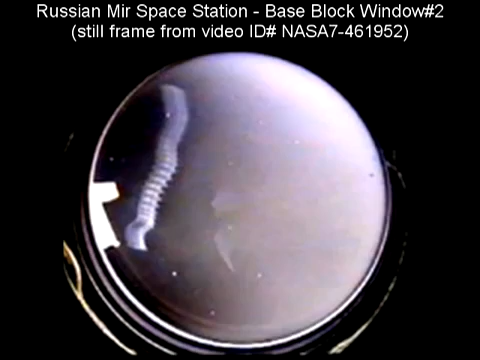 Russian Mir Space Station - Base Block Window#2
(still frame from video ID# NASA7-461952)